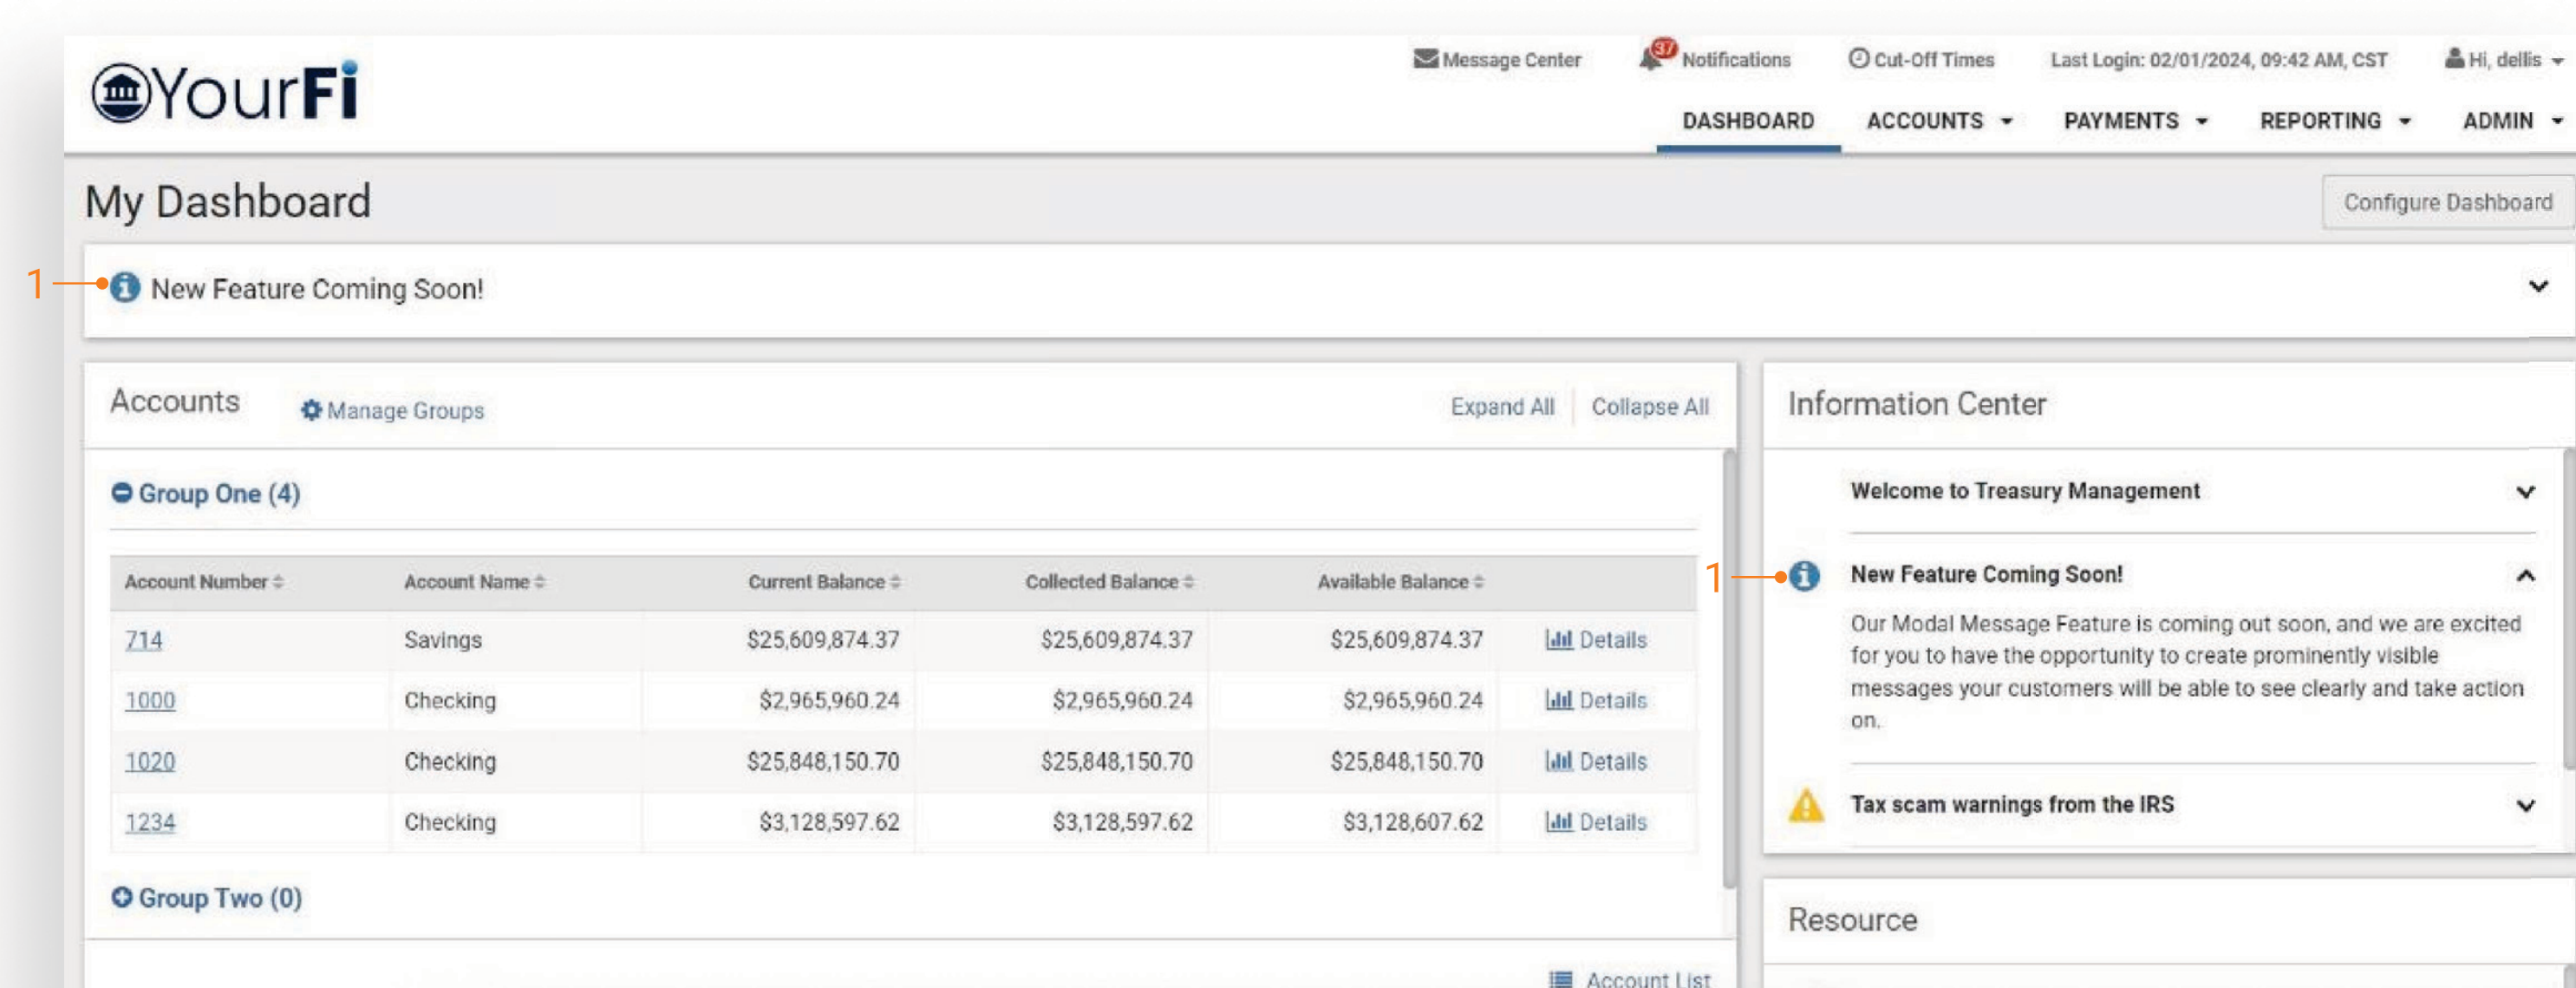 YourFi
Message Center 37 Notifications Cut-Off Times Last Login: 02/01/2024, 09:42 AM, CST Hi, dellis
DASHBOARD ACCOUNTS PAYMENTS REPORTING ADMIN
My Dashboard
Configure Dashboard
1 New Feature Coming Soon!
Accounts Manage Groups Expand All Collapse All
Group One (4)
Account Number Account Name Current Balance Collected Balance Available Balance
714 Savings $25,609,874.37 $25,609,874.37 $25,609,874.37 Details
1000 Checking $2,965,960.24 $2,965,960.24 $2,965,960.24 Details
1020 Checking $25,848,150.70 $25,848,150.70 $25,848,150.70 Details
1234 Checking $3,128,597.62 $3,128,597.62 $3,128,607.62 Details
Group Two (0)
Account List
Information Center
Welcome to Treasury Management
1 New Feature Coming Soon!
Our Modal Message Feature is coming out soon, and we are excited
for you to have the opportunity to create prominently visible
messages your customers will be able to see clearly and take action
on.
Tax scam warnings from the IRS
Resource